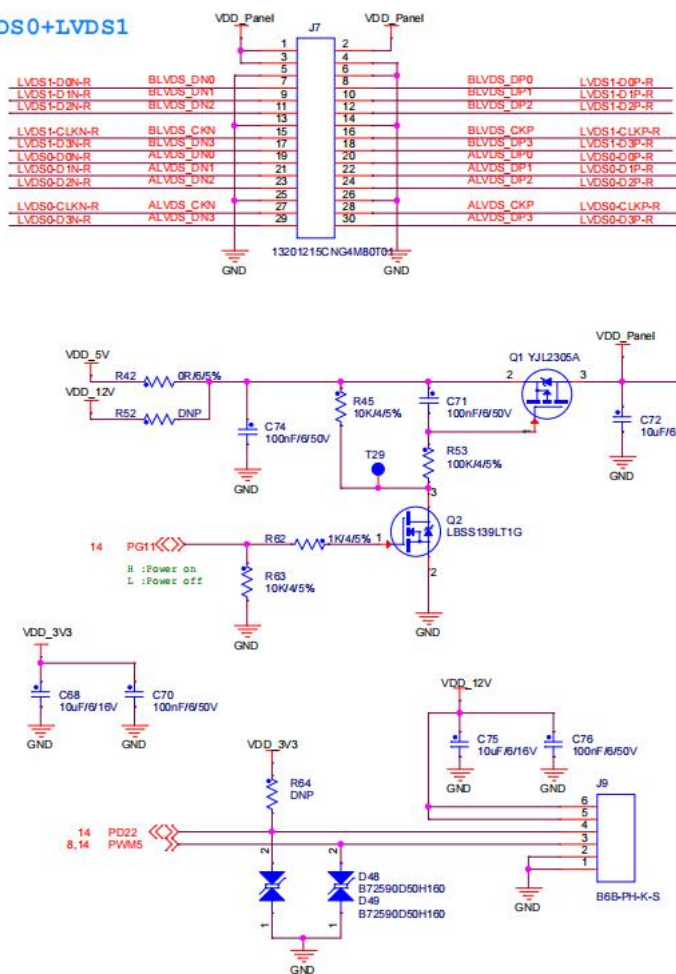 DS0+LVDS1
VDD_Panel J7 VDD_Panel
1 2
3 4
5 6
LVDS1-D0N-R BLVDS_DN0 7 8 BLVDS_DP0 LVDS1-D0P-R
LVDS1-D1N-R BLVDS_DN1 9 10 BLVDS_DP1 LVDS1-D1P-R
LVDS1-D2N-R BLVDS_DN2 11 12 BLVDS_DP2 LVDS1-D2P-R
13 14
LVDS1-CLKN-R BLVDS_CKN 15 16 BLVDS_CKP LVDS1-CLKP-R
LVDS1-D3N-R BLVDS_DN3 17 18 BLVDS_DP3 LVDS1-D3P-R
LVDS0-D0N-R ALVDS_DN0 19 20 ALVDS_DP0 LVDS0-D0P-R
LVDS0-D1N-R ALVDS_DN1 21 22 ALVDS_DP1 LVDS0-D1P-R
LVDS0-D2N-R ALVDS_DN2 23 24 ALVDS_DP2 LVDS0-D2P-R
25 26
LVDS0-CLKN-R ALVDS_CKN 27 28 ALVDS_CKP LVDS0-CLKP-R
LVDS0-D3N-R ALVDS_DN3 29 30 ALVDS_DP3 LVDS0-D3P-R
13201215CNG4M80T01
GND GND
VDD_5V
R42 0R/6/5%
VDD_12V
R52 DNP
C74
100nF/6/50V
GND
R45
10K/4/5%
C71
100nF/6/50V
Q1 YJL2305A
2 3
1
VDD_Panel
C72
10uF/6
GND
T29
R53
100K/4/5%
3
Q2
LBSS139LT1G
1
2
14 PG11
R62 1K/4/5%
H :Power on
L :Power off
R63
10K/4/5%
GND
GND
VDD_3V3
C68
10uF/6/16V
C70
100nF/6/50V
GND GND
VDD_12V
C75
10uF/6/16V
C76
100nF/6/50V
GND GND
VDD_3V3
R64
DNP
J9
6
5
14 PD22 4
8,14 PWM5 3
2
1
B6B-PH-K-S
GND
2 2
D48
B72590D50H160
D49
B72590D50H160
1 1
GND